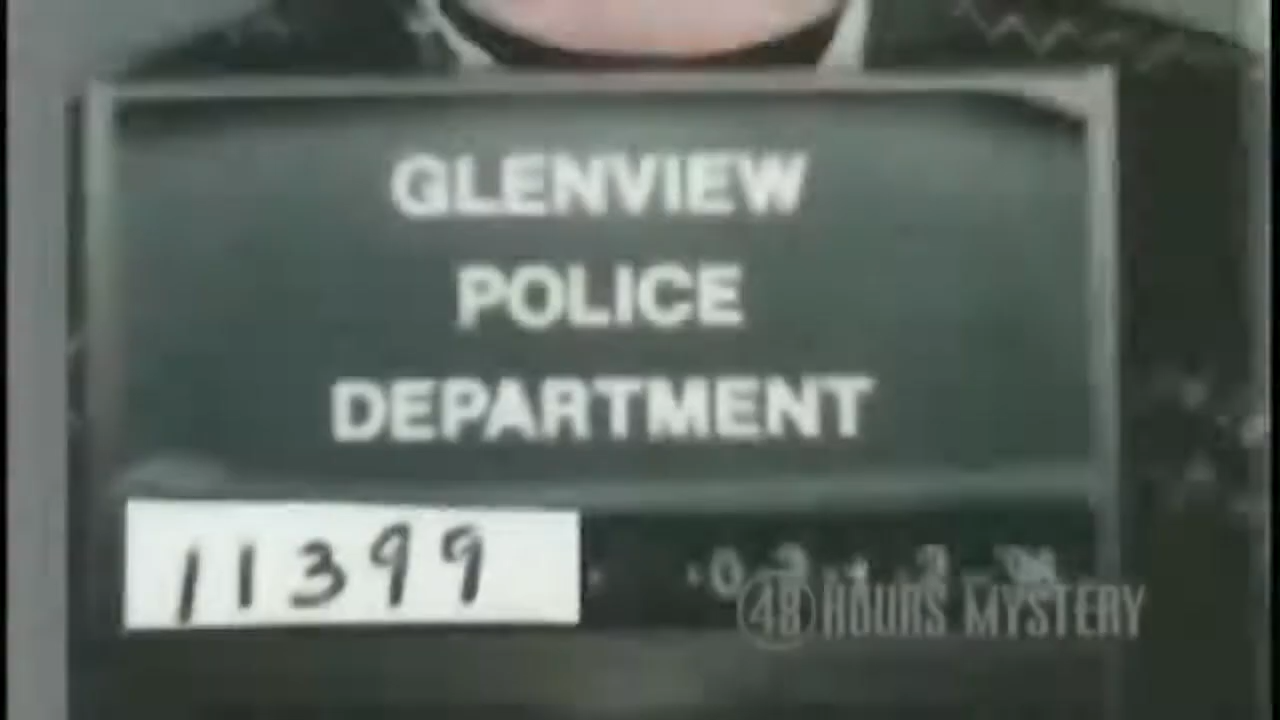 GLENVIEW
POLICE
DEPARTMENT
11399
48 HOURS MYSTERY